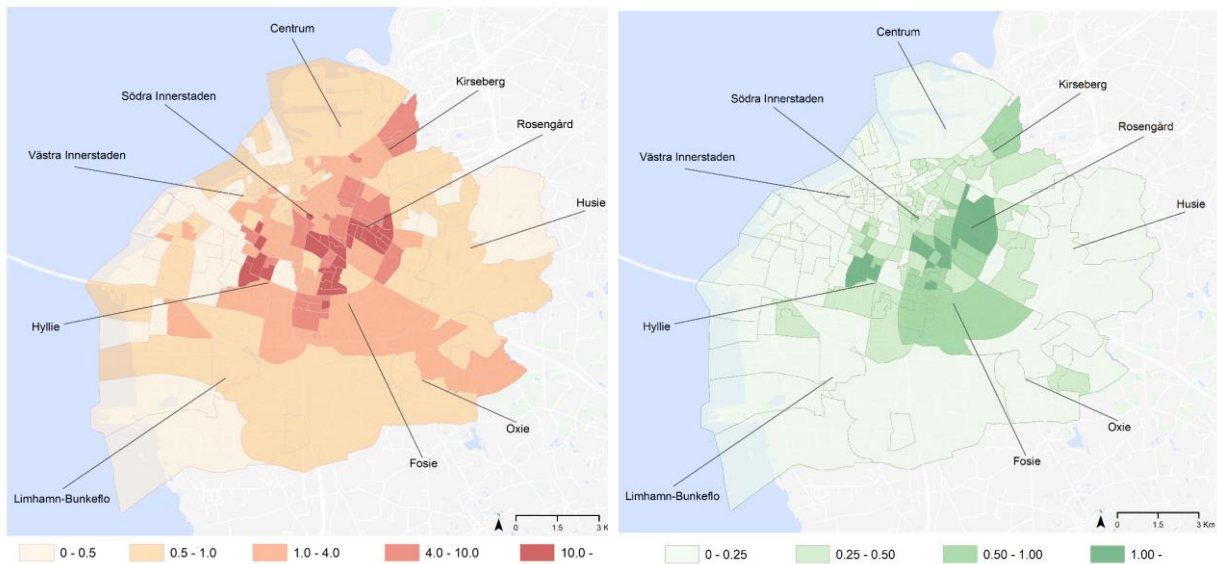 Centrum
Kirseberg
Södra Innerstaden
Rosengård
Västra Innerstaden
Husie
Hyllie
Oxie
Fosie
Limhamn-Bunkeflo
0 1.5 3 K
0 - 0.5 0.5 - 1.0 1.0 - 4.0 4.0 - 10.0 10.0 -
Centrum
Kirseberg
Södra Innerstaden
Rosengård
Västra Innerstaden
Husie
Hyllie
Oxie
Fosie
Limhamn-Bunkeflo
0 1.5 3 Km
0 - 0.25 0.25 - 0.50 0.50 - 1.00 1.00 -